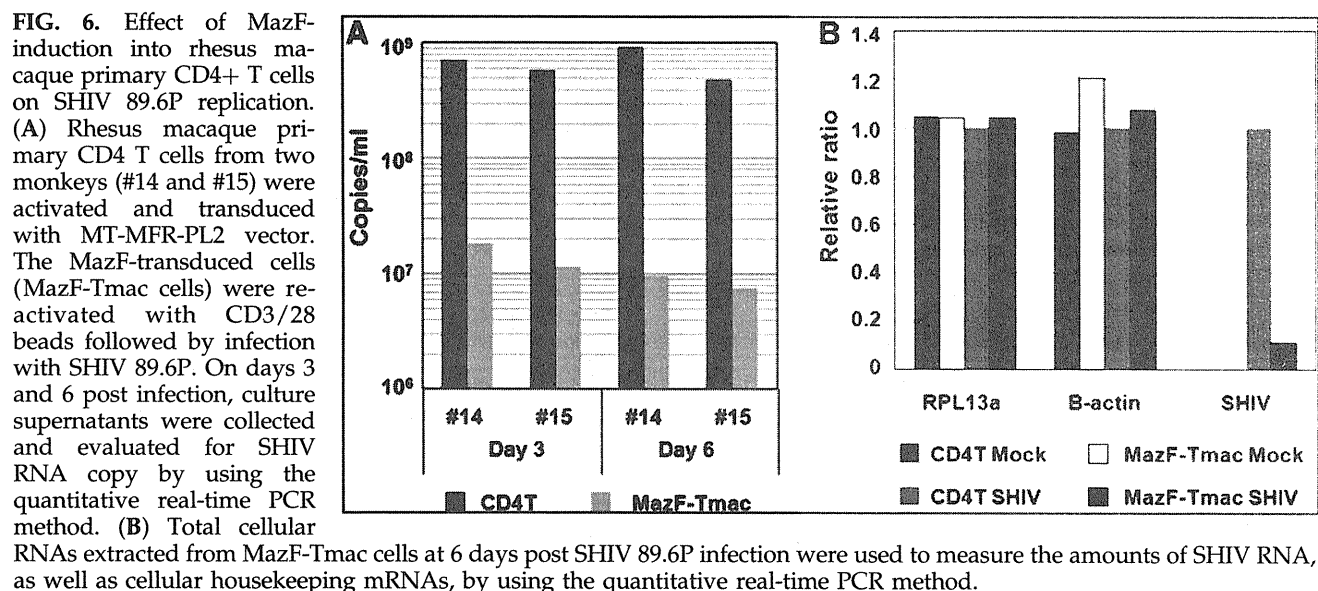 FIG. 6. Effect of MazF-
induction into rhesus ma-
caque primary CD4+ T cells
on SHIV 89.6P replication.
(A) Rhesus macaque pri-
mary CD4 T cells from two
monkeys (#14 and #15) were
activated and transduced
with MT-MFR-PL2 vector.
The MazF-transduced cells
(MazF-Tmac cells) were re-
activated with CD3/28
beads followed by infection
with SHIV 89.6P. On days 3
and 6 post infection, culture
supernatants were collected
and evaluated for SHIV
RNA copy by using the
quantitative real-time PCR
method. (B) Total cellular
RNAs extracted from MazF-Tmac cells at 6 days post SHIV 89.6P infection were used to measure the amounts of SHIV RNA,
as well as cellular housekeeping mRNAs, by using the quantitative real-time PCR method.
A
Copies/ml
10⁹
10⁸
10⁷
10⁶
#14 #15 #14 #15
Day 3 Day 6
CD4T MazF-Tmac
B
Relative ratio
1.4
1.2
1.0
0.8
0.6
0.4
0.2
0
RPL13a B-actin SHIV
CD4T Mock MazF-Tmac Mock
CD4T SHIV MazF-Tmac SHIV